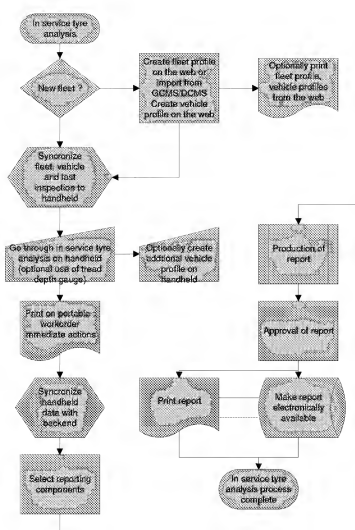 In service tyre
analysis
New fleet ?
Create fleet profile
on the web or
import from
GCMS/DCMS
Create vehicle
profile on the web
Optionally print
fleet profile,
vehicle profiles
from the web
Syncronize
fleet, vehicle
and last
inspection to
handheld
Go through in service tyre
analysis on handheld
(optional use of tread
depth gauge)
Optionally create
addtional vehicle
profile on
handheld
Print on portable
workorder
immediate actions
Syncronize
handheld
data with
backend
Select reporting
components
Production of
report
Approval of report
Print report
Make report
electronically
available
In service tyre
analysis process
complete